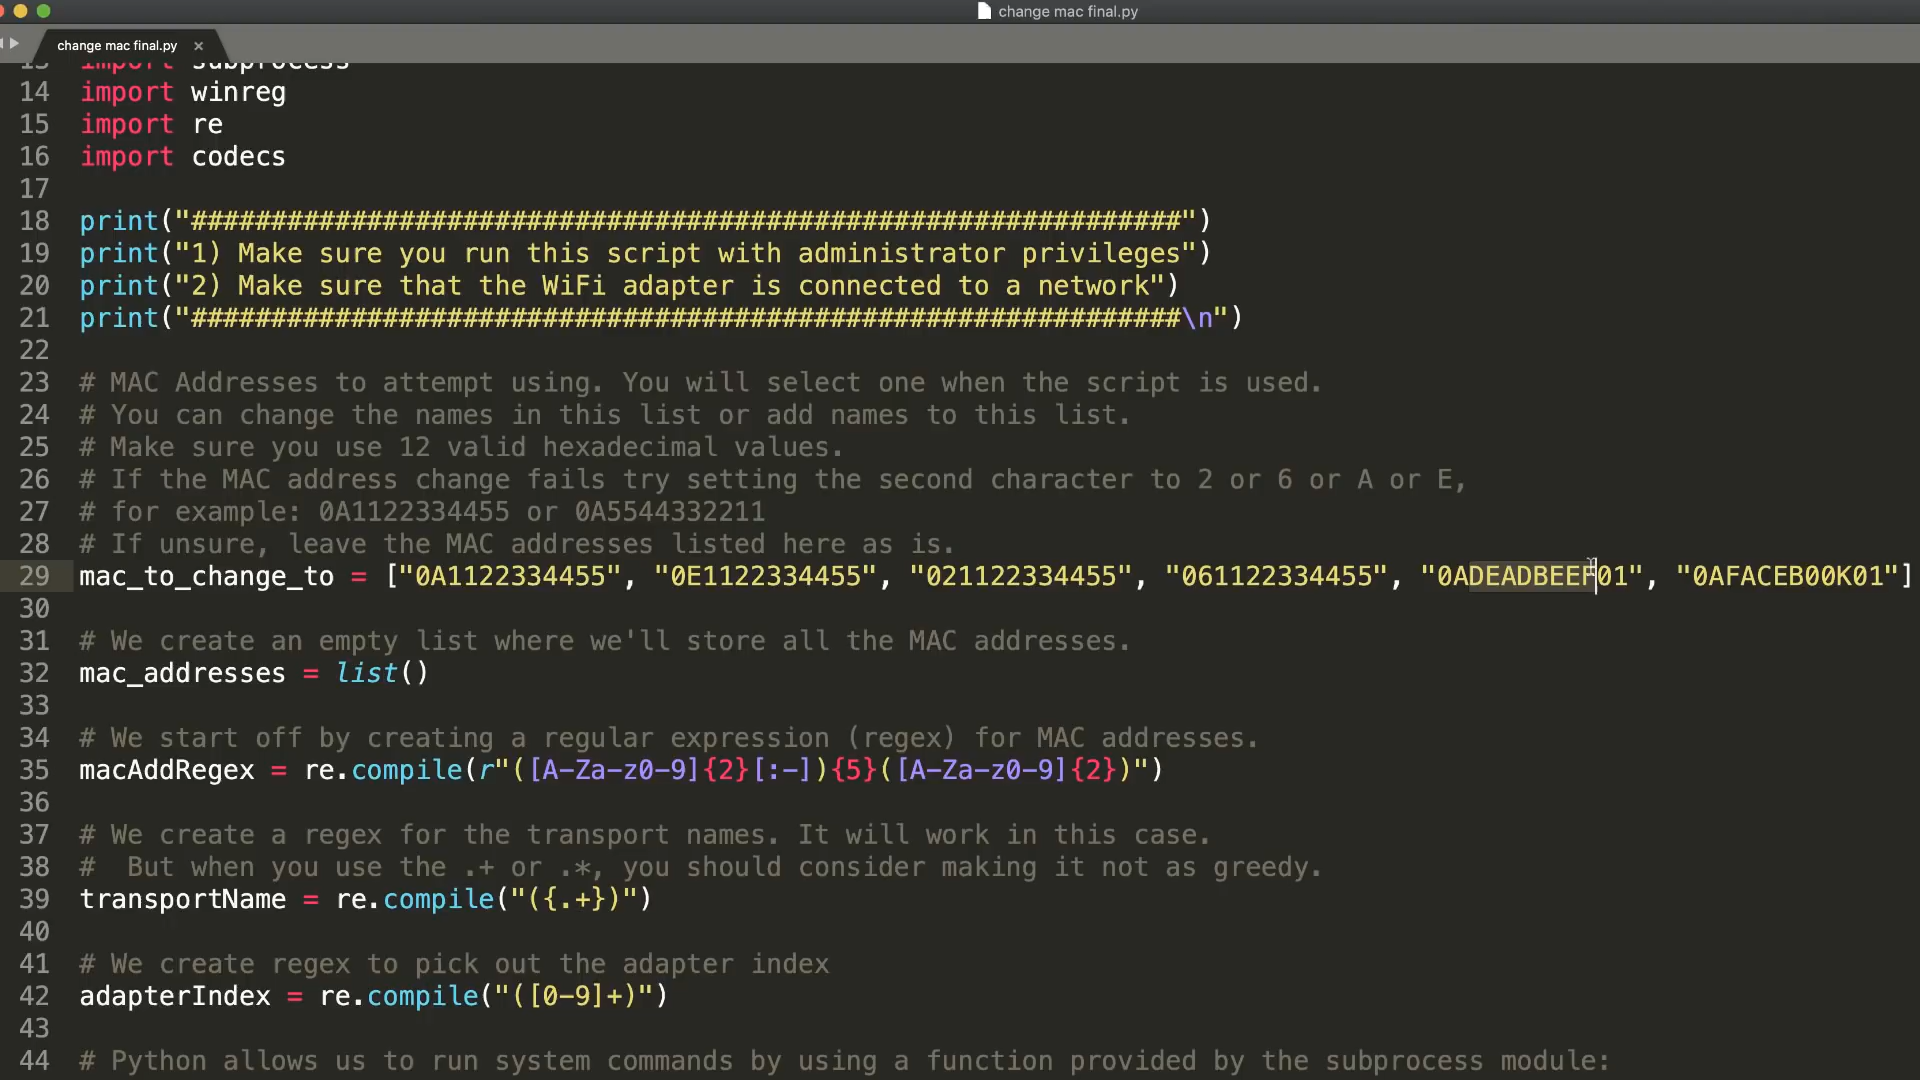 change mac final.py
change mac final.py ×
13 import subprocess
14 import winreg
15 import re
16 import codecs
17
18 print("##############################################################")
19 print("1) Make sure you run this script with administrator privileges")
20 print("2) Make sure that the WiFi adapter is connected to a network")
21 print("##############################################################\n")
22
23 # MAC Addresses to attempt using. You will select one when the script is used.
24 # You can change the names in this list or add names to this list.
25 # Make sure you use 12 valid hexadecimal values.
26 # If the MAC address change fails try setting the second character to 2 or 6 or A or E,
27 # for example: 0A1122334455 or 0A5544332211
28 # If unsure, leave the MAC addresses listed here as is.
29 mac_to_change_to = ["0A1122334455", "0E1122334455", "021122334455", "061122334455", "0ADEADBEEF01", "0AFACEB00K01"]
30
31 # We create an empty list where we'll store all the MAC addresses.
32 mac_addresses = list()
33
34 # We start off by creating a regular expression (regex) for MAC addresses.
35 macAddRegex = re.compile(r"([A-Za-z0-9]{2}[:-]){5}([A-Za-z0-9]{2})")
36
37 # We create a regex for the transport names. It will work in this case.
38 #  But when you use the .+ or .*, you should consider making it not as greedy.
39 transportName = re.compile("({.+})")
40
41 # We create regex to pick out the adapter index
42 adapterIndex = re.compile("([0-9]+)")
43
44 # Python allows us to run system commands by using a function provided by the subprocess module: